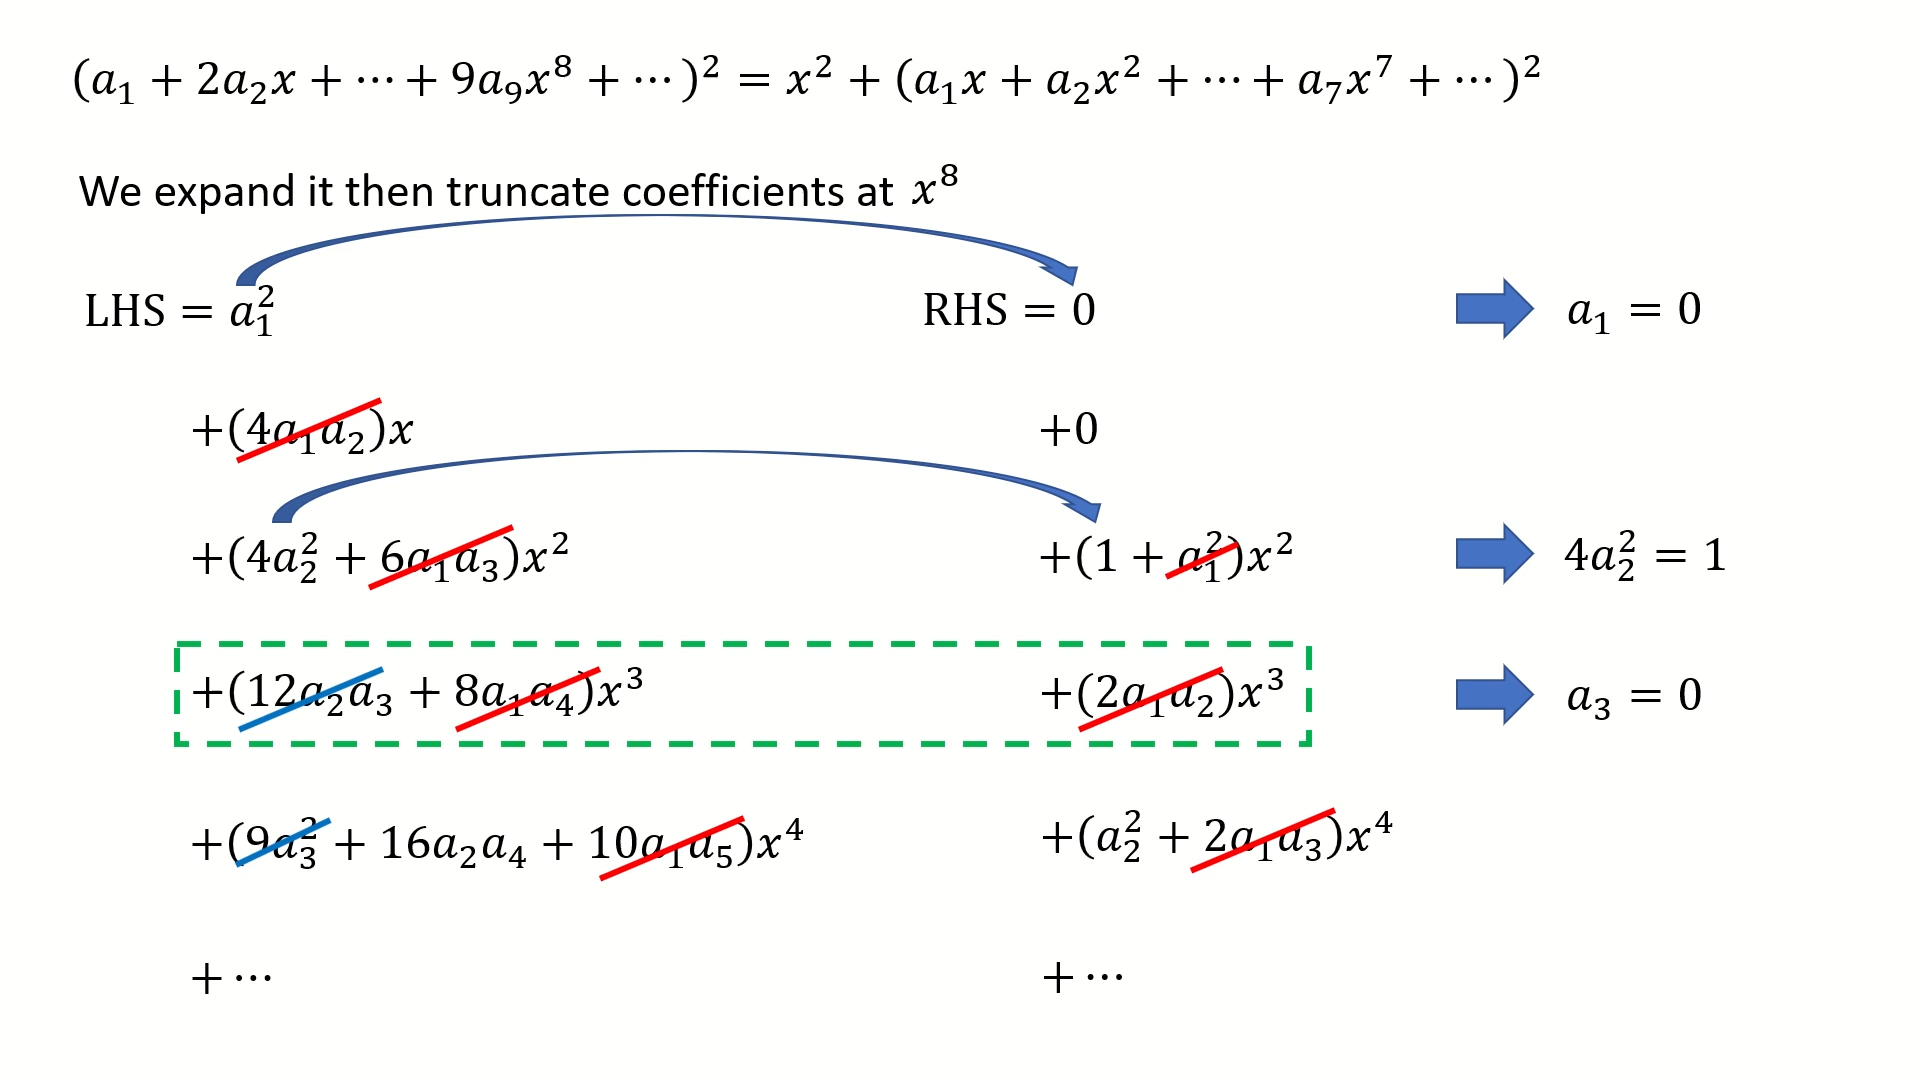 (a₁ + 2a₂x + ⋯ + 9a₉x⁸ + ⋯ )² = x² + (a₁x + a₂x² + ⋯ + a₇x⁷ + ⋯ )²
We expand it then truncate coefficients at x⁸
LHS = a₁² RHS = 0 a₁ = 0
+(4a₁a₂)x +0
+(4a₂² + 6a₁a₃)x² +(1 + a₁²)x² 4a₂² = 1
+(12a₂a₃ + 8a₁a₄)x³ +(2a₁a₂)x³ a₃ = 0
+(9a₃² + 16a₂a₄ + 10a₁a₅)x⁴ +(a₂² + 2a₁a₃)x⁴
+ ⋯ + ⋯